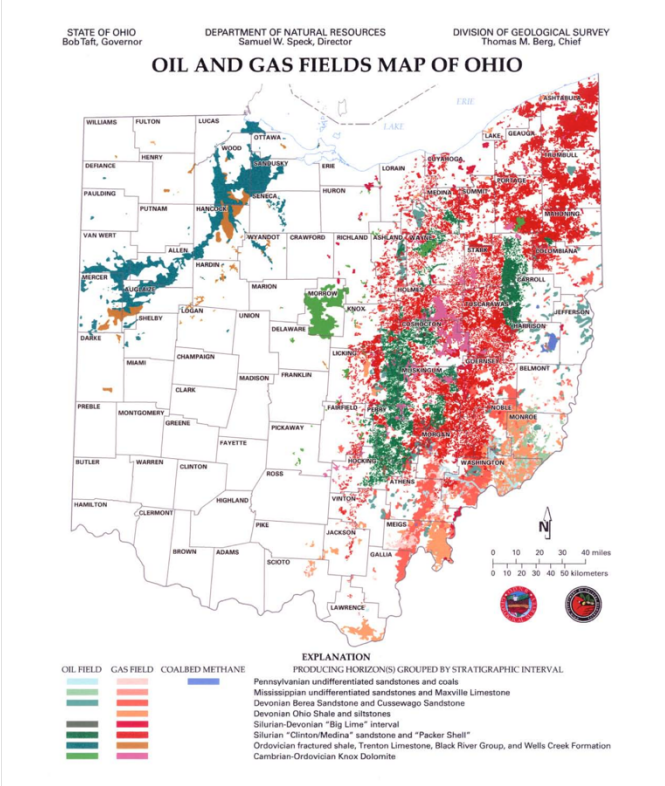 STATE OF OHIO
Bob Taft, Governor
DEPARTMENT OF NATURAL RESOURCES
Samuel W. Speck, Director
DIVISION OF GEOLOGICAL SURVEY
Thomas M. Berg, Chief
OIL AND GAS FIELDS MAP OF OHIO
ERIE
LAKE
ASHTABULA
WILLIAMS
FULTON
LUCAS
OTTAWA
LAKE
GEAUGA
WOOD
HENRY
SANDUSKY
ERIE
CUYAHOGA
TRUMBULL
DEFIANCE
LORAIN
PORTAGE
PAULDING
SENECA
HURON
MEDINA
SUMMIT
PUTNAM
HANCOCK
MAHONING
VAN WERT
WYANDOT
CRAWFORD
RICHLAND
ASHLAND
WAYNE
ALLEN
STARK
COLUMBIANA
HARDIN
MERCER
CARROLL
AUGLAIZE
MARION
MORROW
HOLMES
TUSCARAWAS
LOGAN
KNOX
JEFFERSON
SHELBY
UNION
DELAWARE
COSHOCTON
HARRISON
DARKE
LICKING
GUERNSEY
CHAMPAIGN
MIAMI
MUSKINGUM
BELMONT
FRANKLIN
MADISON
CLARK
PREBLE
FAIRFIELD
PERRY
NOBLE
MONTGOMERY
MONROE
GREENE
PICKAWAY
MORGAN
FAYETTE
BUTLER
WARREN
CLINTON
HOCKING
WASHINGTON
ROSS
ATHENS
HIGHLAND
VINTON
HAMILTON
CLERMONT
PIKE
MEIGS
JACKSON
N
BROWN
ADAMS
GALLIA
SCIOTO
0 10 20 30 40 miles
0 10 20 30 40 50 kilometers
LAWRENCE
EXPLANATION
OIL FIELD GAS FIELD COALBED METHANE PRODUCING HORIZON(S) GROUPED BY STRATIGRAPHIC INTERVAL
Pennsylvanian undifferentiated sandstones and coals
Mississippian undifferentiated sandstones and Maxville Limestone
Devonian Berea Sandstone and Cussewago Sandstone
Devonian Ohio Shale and siltstones
Silurian-Devonian "Big Lime" interval
Silurian "Clinton/Medina" sandstone and "Packer Shell"
Ordovician fractured shale, Trenton Limestone, Black River Group, and Wells Creek Formation
Cambrian-Ordovician Knox Dolomite